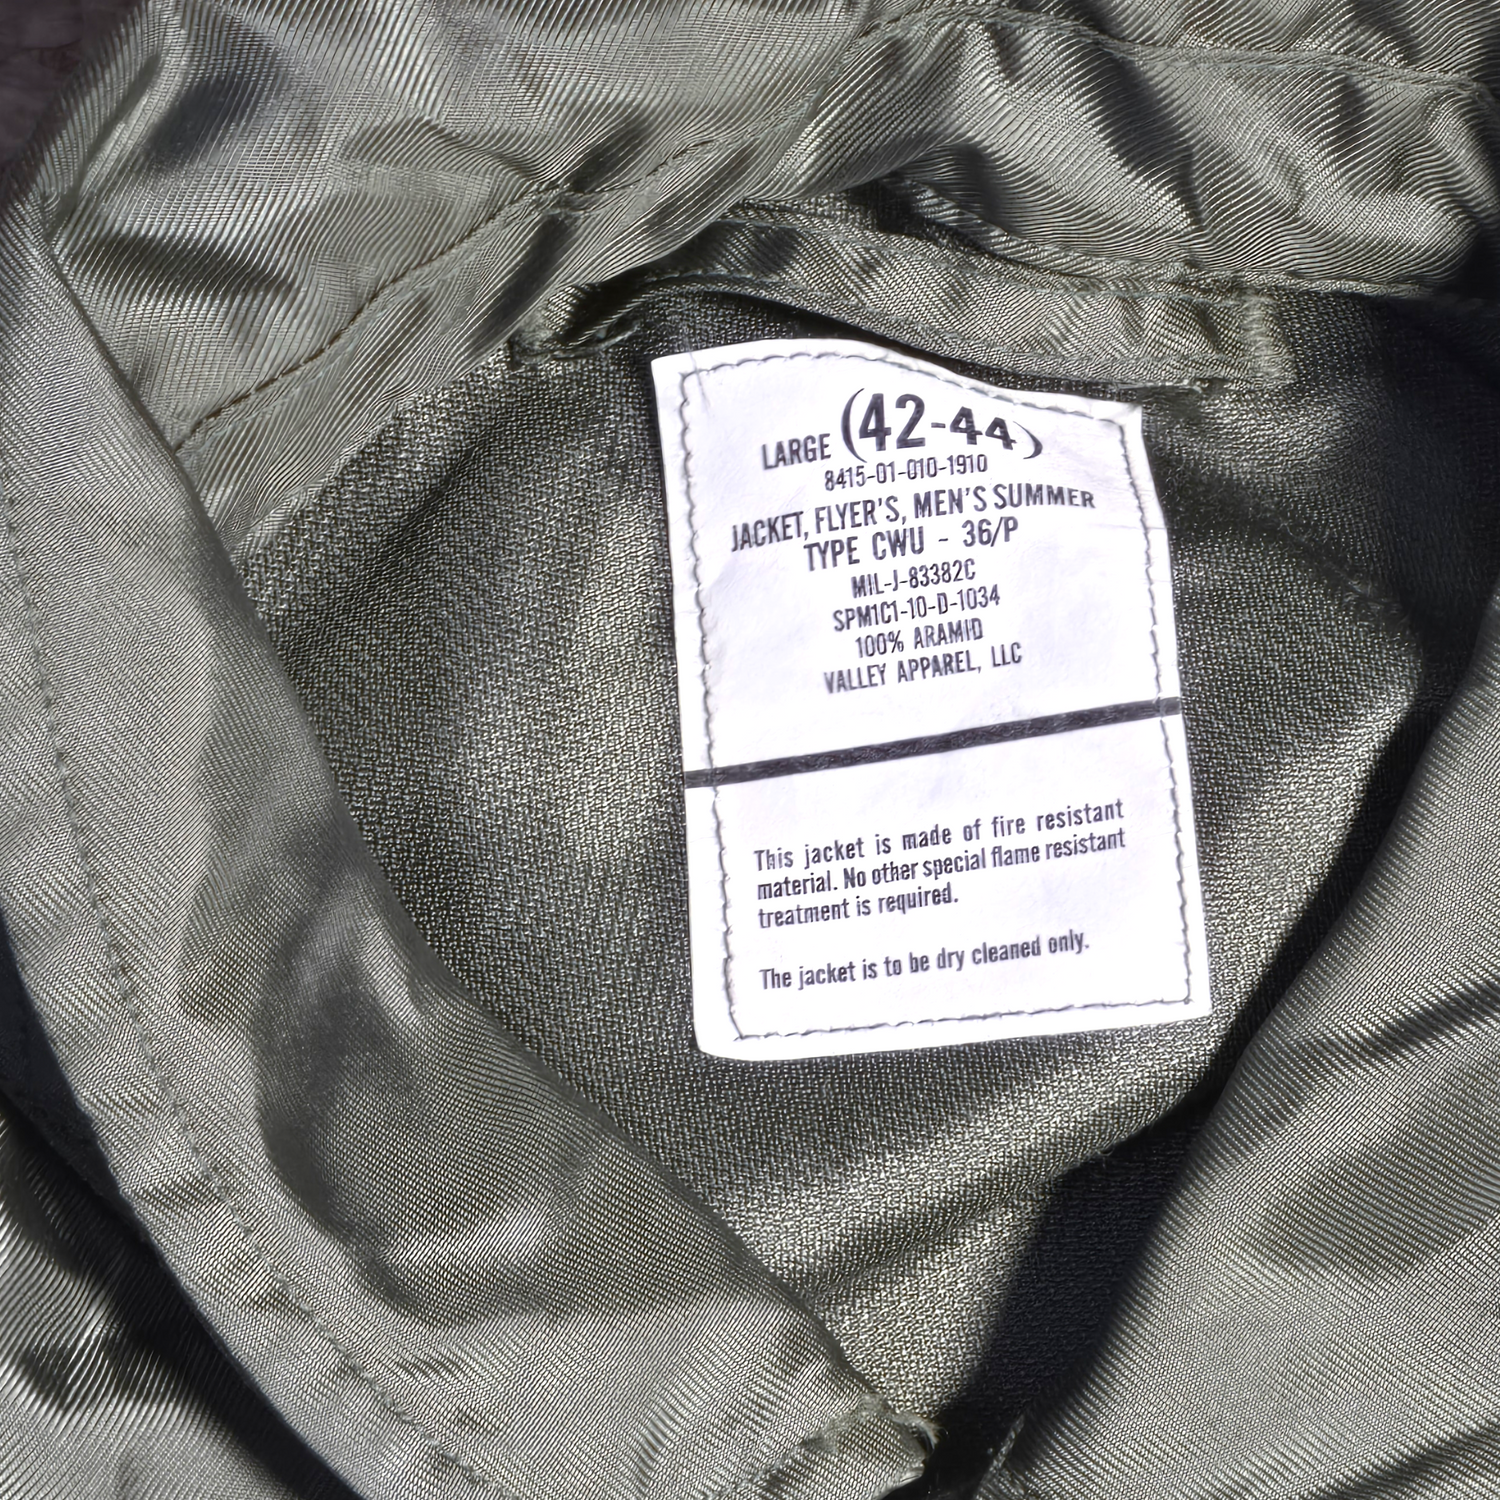 LARGE (42-44)
8415-01-010-1910
JACKET, FLYER'S, MEN'S SUMMER
TYPE CWU - 36/P
MIL-J-83382C
SPM1C1-10-D-1034
100% ARAMID
VALLEY APPAREL, LLC
This jacket is made of fire resistant
material. No other special flame resistant
treatment is required.
The jacket is to be dry cleaned only.